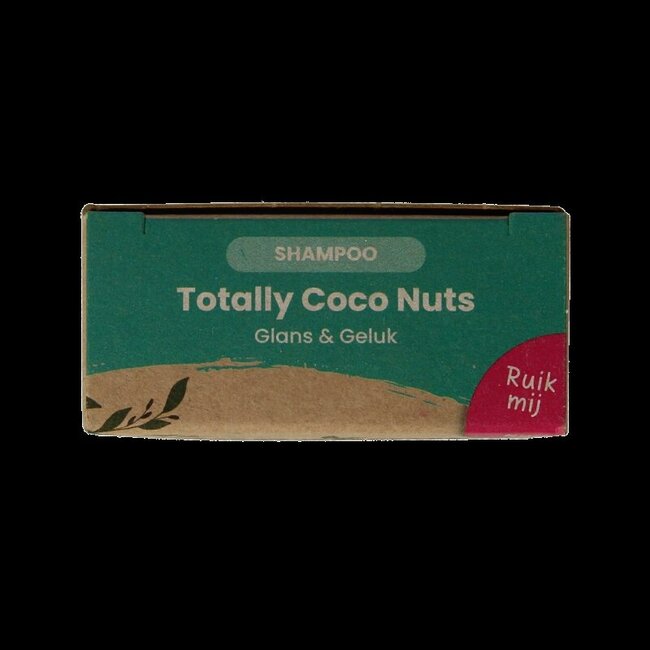 SHAMPOO
Totally Coco Nuts
Glans & Geluk
Ruik
mij